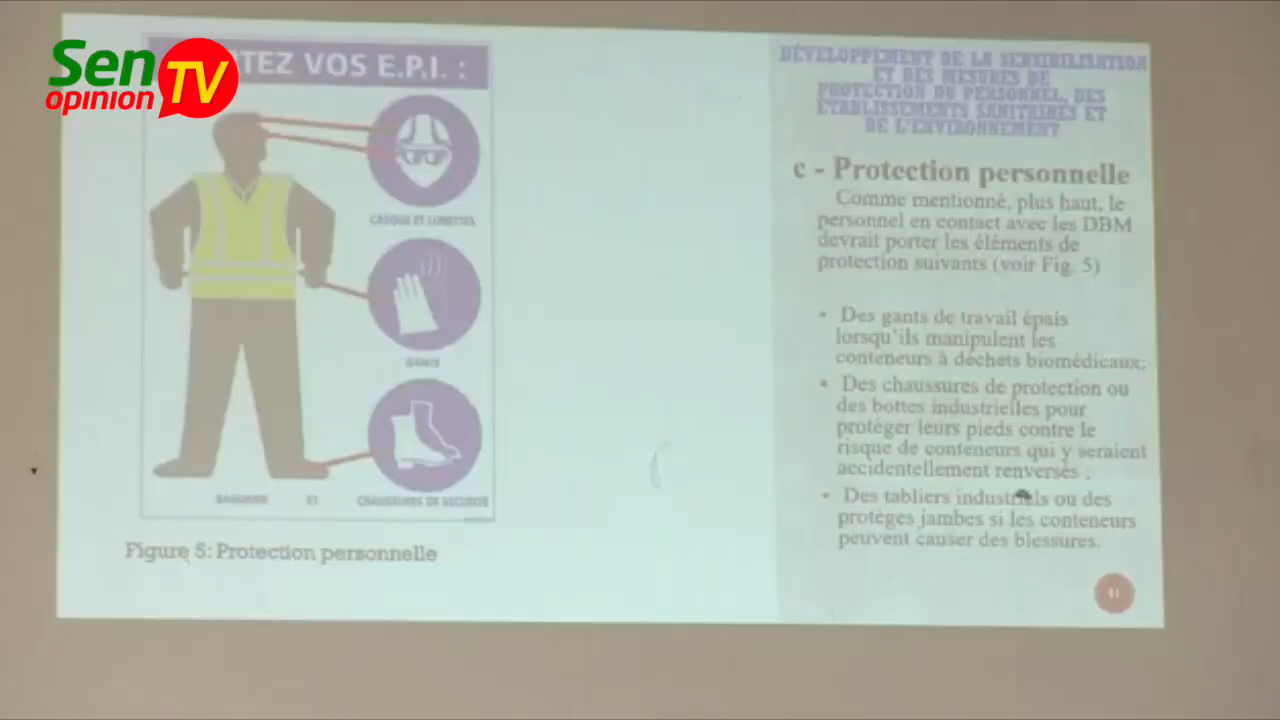 Sen TV
opinion
TEZ VOS E.P.I. :
CASQUE ET LUNETTES
GANTS
BAUDRIER ET CHAUSSURES DE SÉCURITÉ
Figure 5: Protection personnelle
DÉVELOPPEMENT DE LA SENSIBILISATION
ET DES MESURES DE
PROTECTION DU PERSONNEL, DES
ÉTABLISSEMENTS SANITAIRES ET
DE L'ENVIRONNEMENT
c - Protection personnelle
Comme mentionné, plus haut, le
personnel en contact avec les DBM
devrait porter les éléments de
protection suivants (voir Fig. 5)
• Des gants de travail épais
lorsqu'ils manipulent les
conteneurs à déchets biomédicaux;
• Des chaussures de protection ou
des bottes industrielles pour
protéger leurs pieds contre le
risque de conteneurs qui y seraient
accidentellement renversés ;
• Des tabliers industriels ou des
protèges jambes si les conteneurs
peuvent causer des blessures.
41